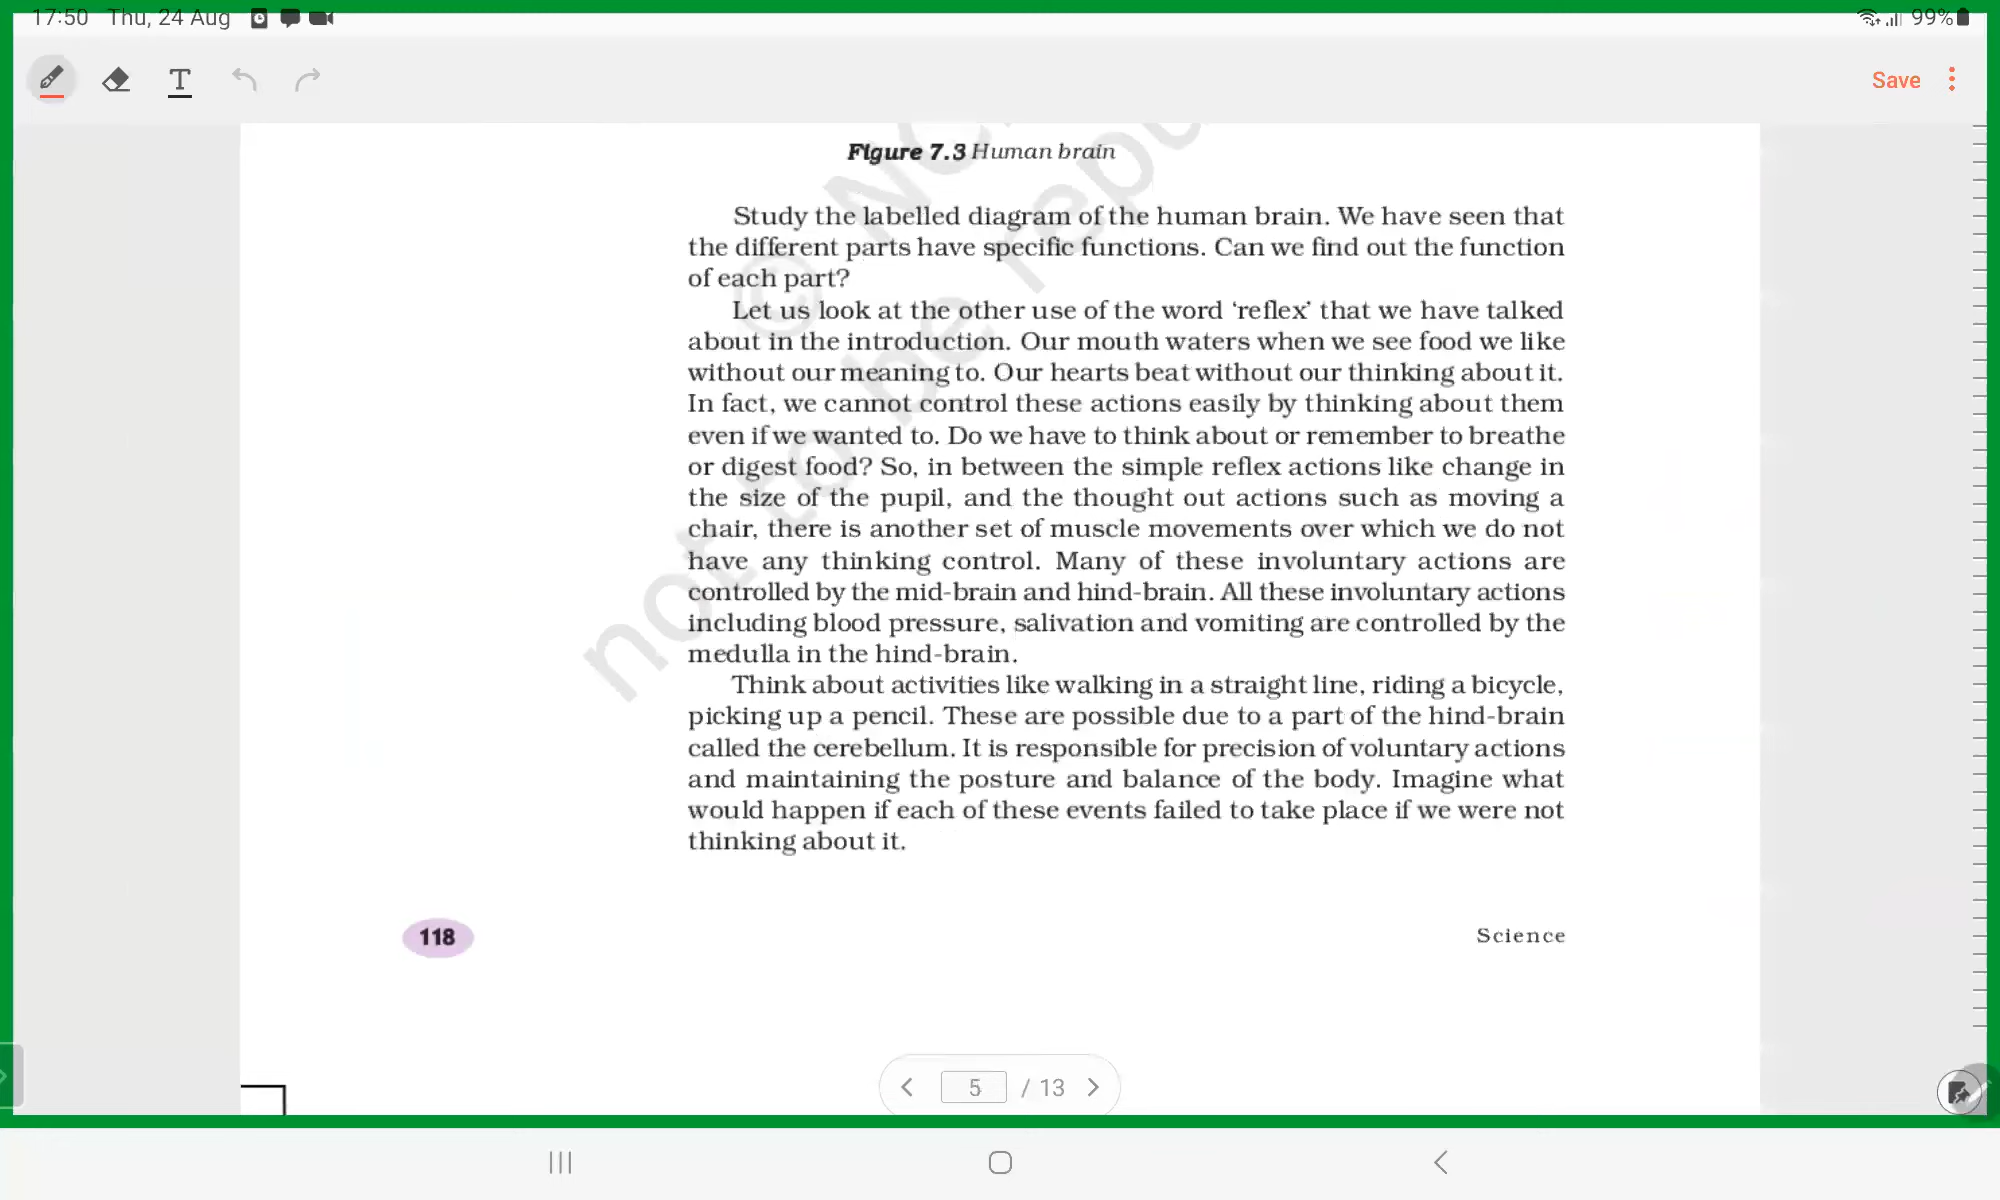 17:50 Thu, 24 Aug
99%
T
Save
Figure 7.3 Human brain
Study the labelled diagram of the human brain. We have seen that
the different parts have specific functions. Can we find out the function
of each part?
Let us look at the other use of the word ‘reflex’ that we have talked
about in the introduction. Our mouth waters when we see food we like
without our meaning to. Our hearts beat without our thinking about it.
In fact, we cannot control these actions easily by thinking about them
even if we wanted to. Do we have to think about or remember to breathe
or digest food? So, in between the simple reflex actions like change in
the size of the pupil, and the thought out actions such as moving a
chair, there is another set of muscle movements over which we do not
have any thinking control. Many of these involuntary actions are
controlled by the mid-brain and hind-brain. All these involuntary actions
including blood pressure, salivation and vomiting are controlled by the
medulla in the hind-brain.
Think about activities like walking in a straight line, riding a bicycle,
picking up a pencil. These are possible due to a part of the hind-brain
called the cerebellum. It is responsible for precision of voluntary actions
and maintaining the posture and balance of the body. Imagine what
would happen if each of these events failed to take place if we were not
thinking about it.
not to be
118
Science
5 / 13